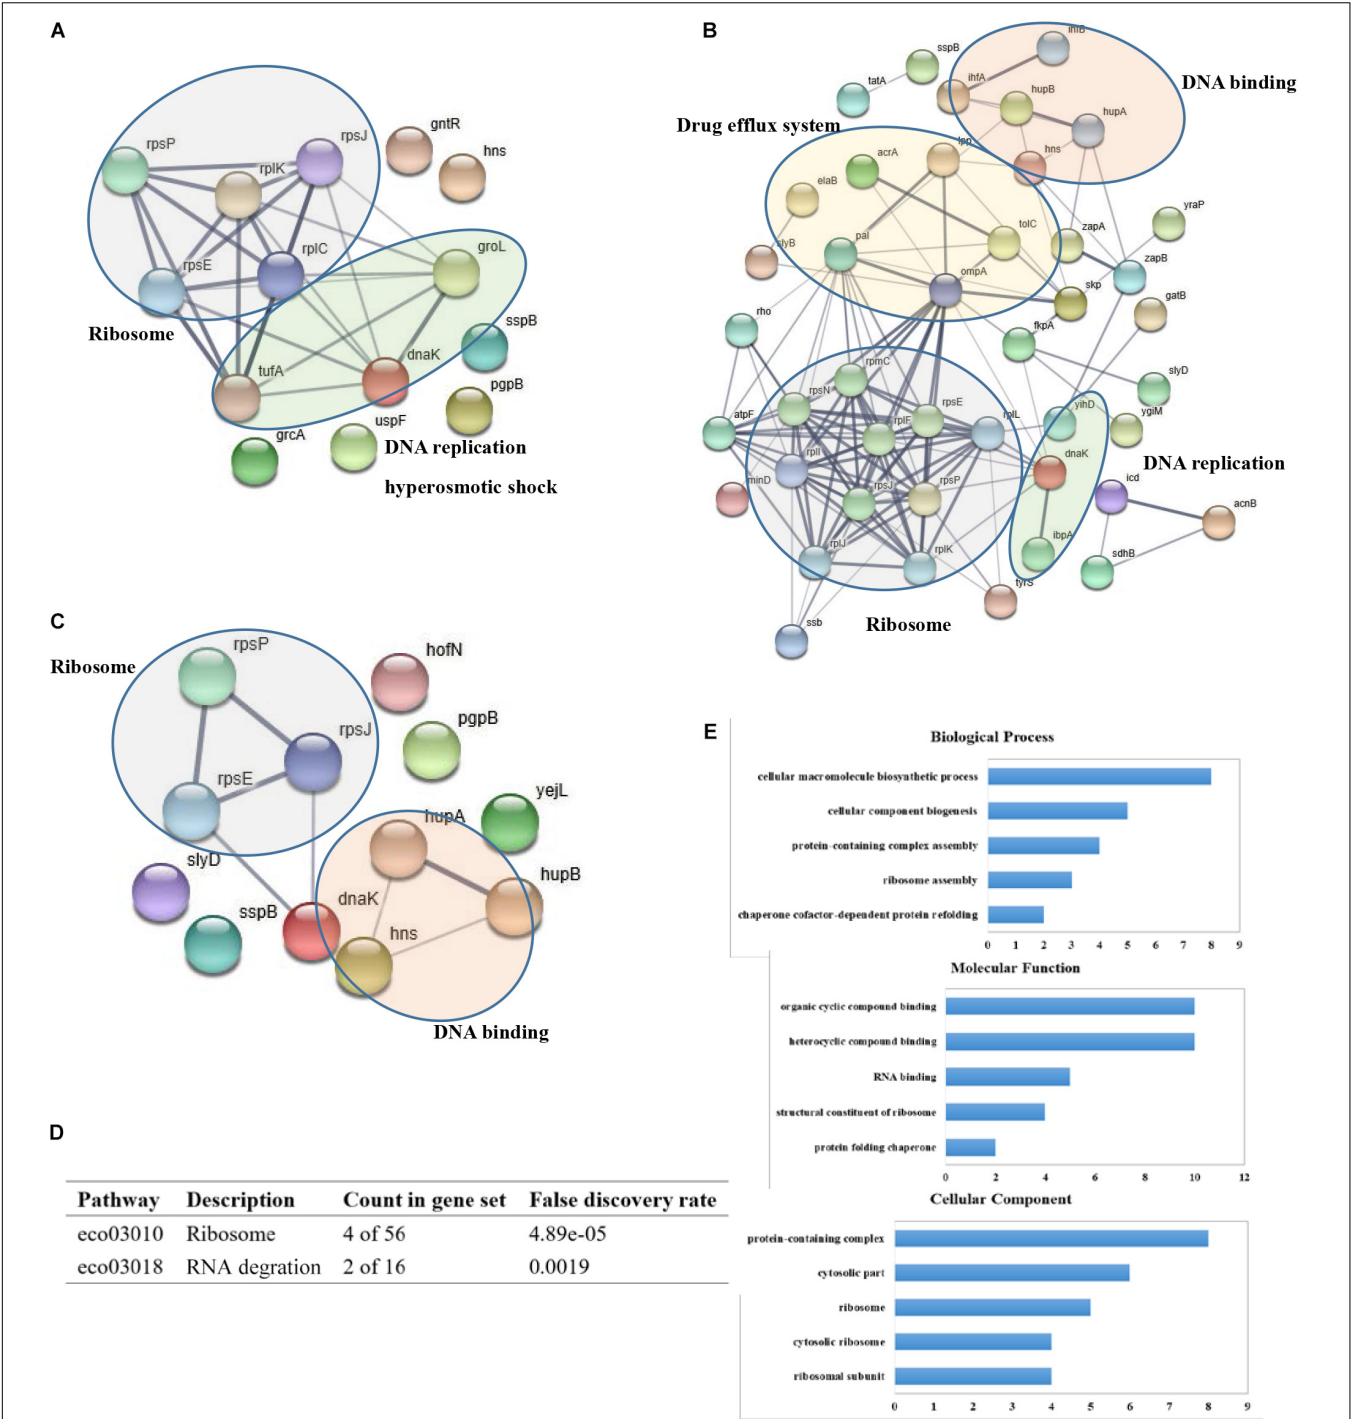 A
rpsP
rpsJ
rplK
gntR
hns
rpsE
rplC
groL
Ribosome
sspB
tufA
dnaK
pgpB
grcA
uspF
DNA replication
hyperosmotic shock
B
sspB
ihfB
tatA
ihfA
hupB
DNA binding
hupA
Drug efflux system
lpp
hns
acrA
elaB
yraP
tolC
zapA
slyB
pal
zapB
ompA
skp
gatB
rho
fkpA
rpmC
slyD
rpsN
rpsE
yihD
atpF
rplF
rplL
ygiM
rplI
dnaK
DNA replication
minD
rpsJ
rpsP
icd
acnB
rplJ
rplK
ibpA
sdhB
tyrS
ssb
Ribosome
C
Ribosome
rpsP
hofN
rpsJ
pgpB
rpsE
yejL
hupA
slyD
hupB
dnaK
sspB
hns
DNA binding
D
Pathway Description Count in gene set False discovery rate
eco03010 Ribosome 4 of 56 4.89e-05
eco03018 RNA degration 2 of 16 0.0019
E
Biological Process
cellular macromolecule biosynthetic process
cellular component biogenesis
protein-containing complex assembly
ribosome assembly
chaperone cofactor-dependent protein refolding
0 1 2 3 4 5 6 7 8 9
Molecular Function
organic cyclic compound binding
heterocyclic compound binding
RNA binding
structural constituent of ribosome
protein folding chaperone
0 2 4 6 8 10 12
Cellular Component
protein-containing complex
cytosolic part
ribosome
cytosolic ribosome
ribosomal subunit
0 1 2 3 4 5 6 7 8 9